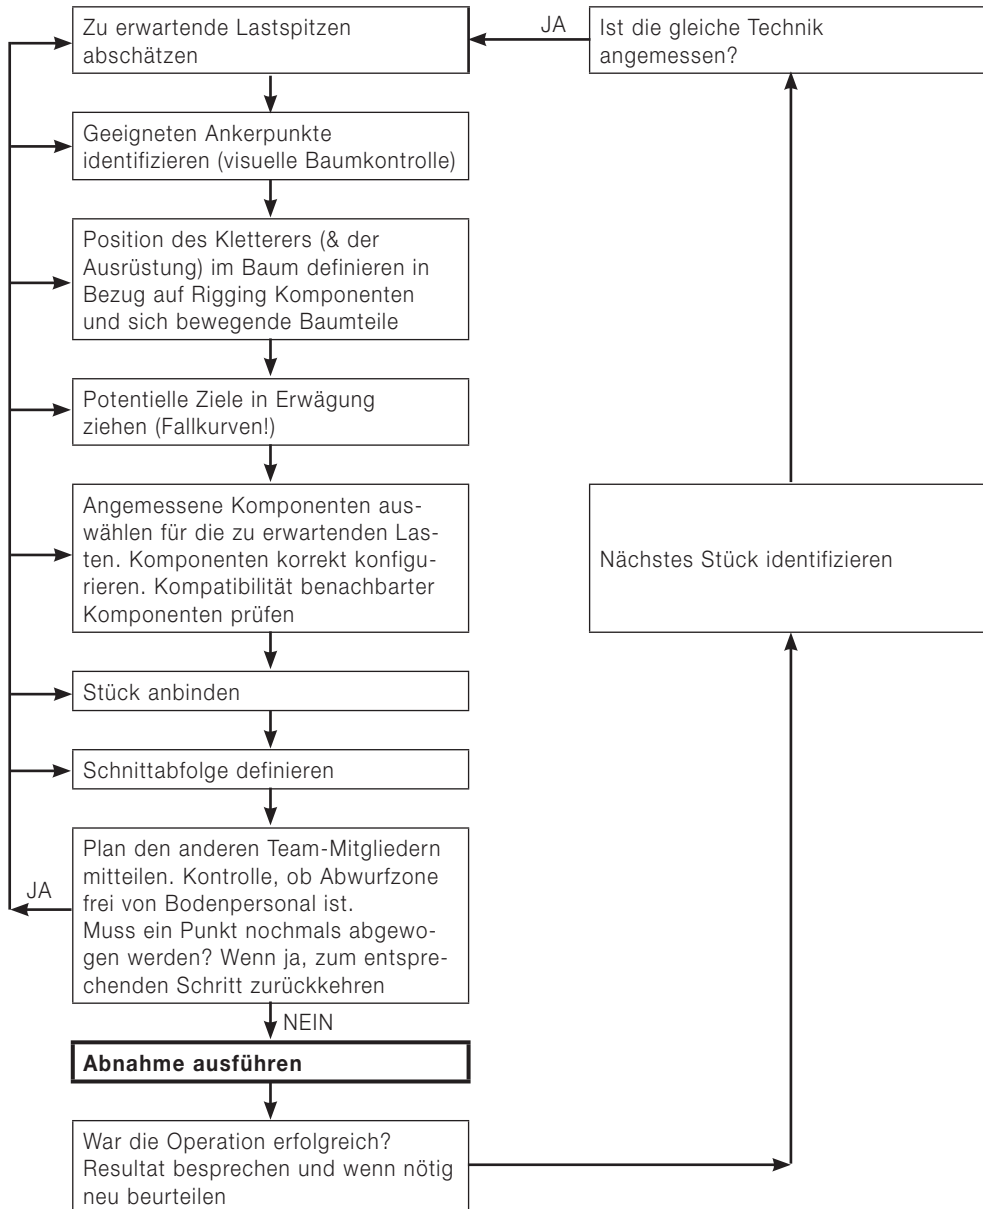 Zu erwartende Lastspitzen
abschätzen
JA
Ist die gleiche Technik
angemessen?
Geeigneten Ankerpunkte
identifizieren (visuelle Baumkontrolle)
Position des Kletterers (& der
Ausrüstung) im Baum definieren in
Bezug auf Rigging Komponenten
und sich bewegende Baumteile
Potentielle Ziele in Erwägung
ziehen (Fallkurven!)
Angemessene Komponenten aus-
wählen für die zu erwartenden Las-
ten. Komponenten korrekt konfigu-
rieren. Kompatibilität benachbarter
Komponenten prüfen
Nächstes Stück identifizieren
Stück anbinden
Schnittabfolge definieren
Plan den anderen Team-Mitgliedern
mitteilen. Kontrolle, ob Abwurfzone
frei von Bodenpersonal ist.
Muss ein Punkt nochmals abgewo-
gen werden? Wenn ja, zum entspre-
chenden Schritt zurückkehren
JA
NEIN
Abnahme ausführen
War die Operation erfolgreich?
Resultat besprechen und wenn nötig
neu beurteilen